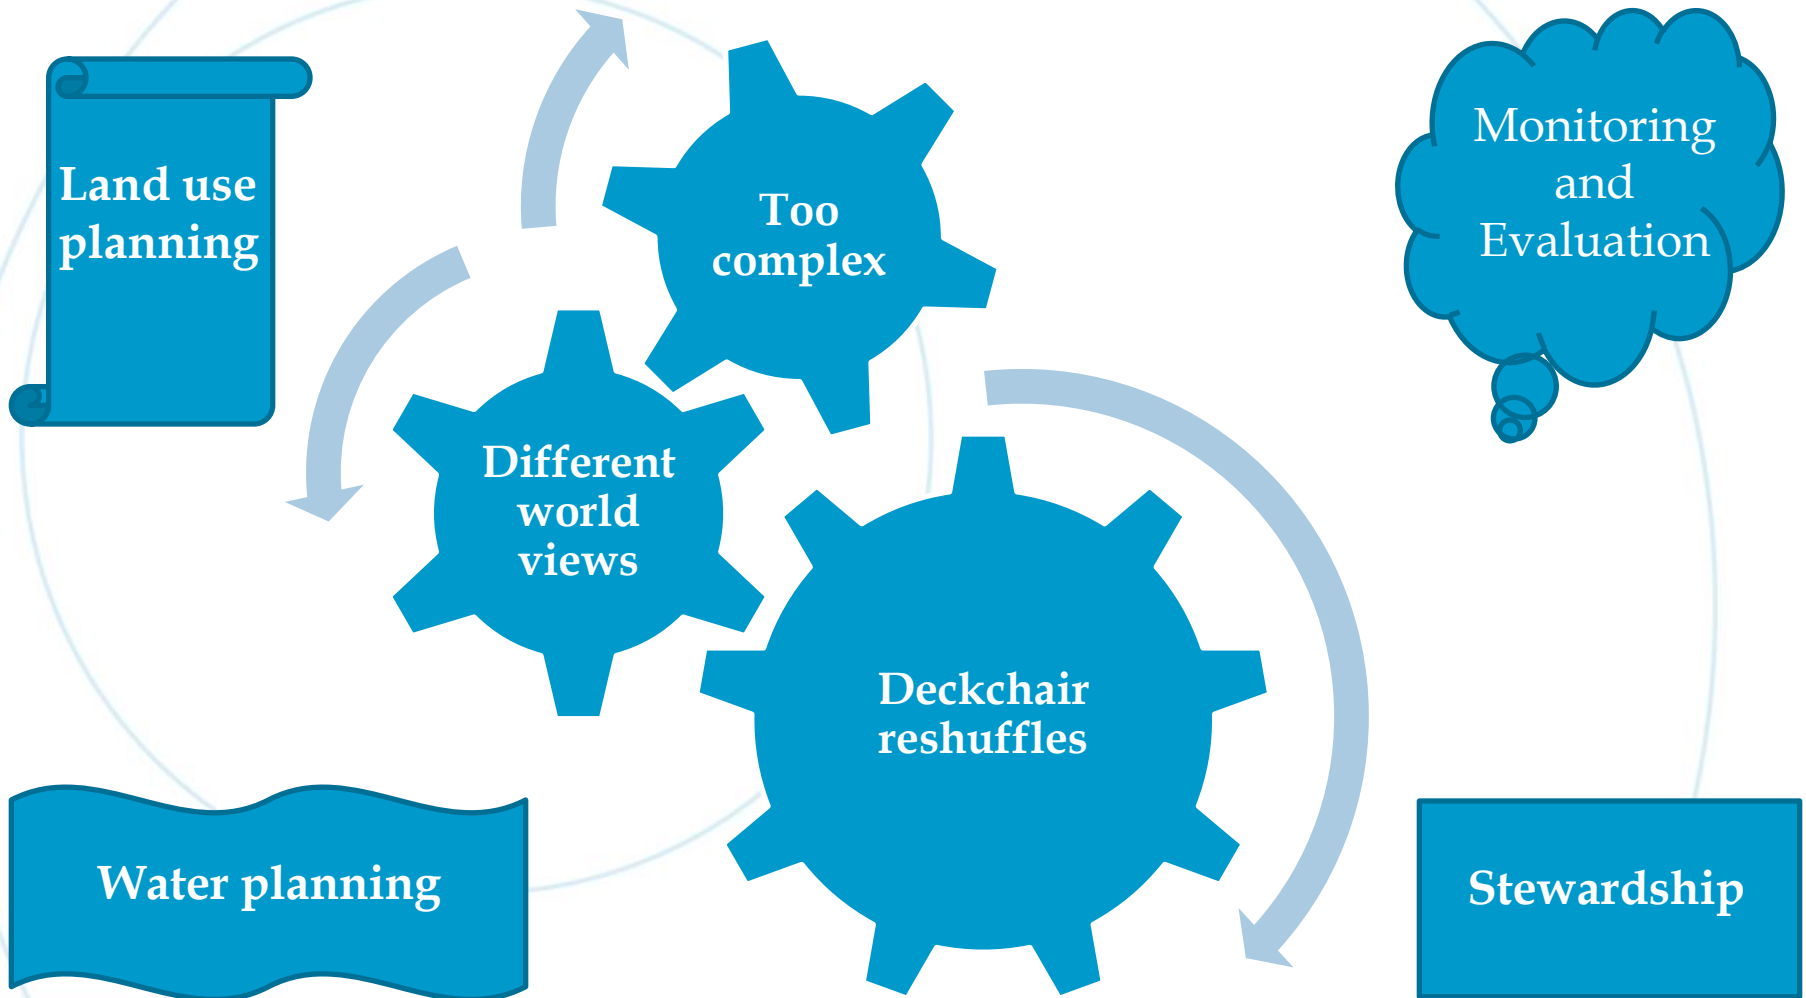 Land use
planning
Too
complex
Monitoring
and
Evaluation
Different
world
views
Deckchair
reshuffles
Water planning
Stewardship